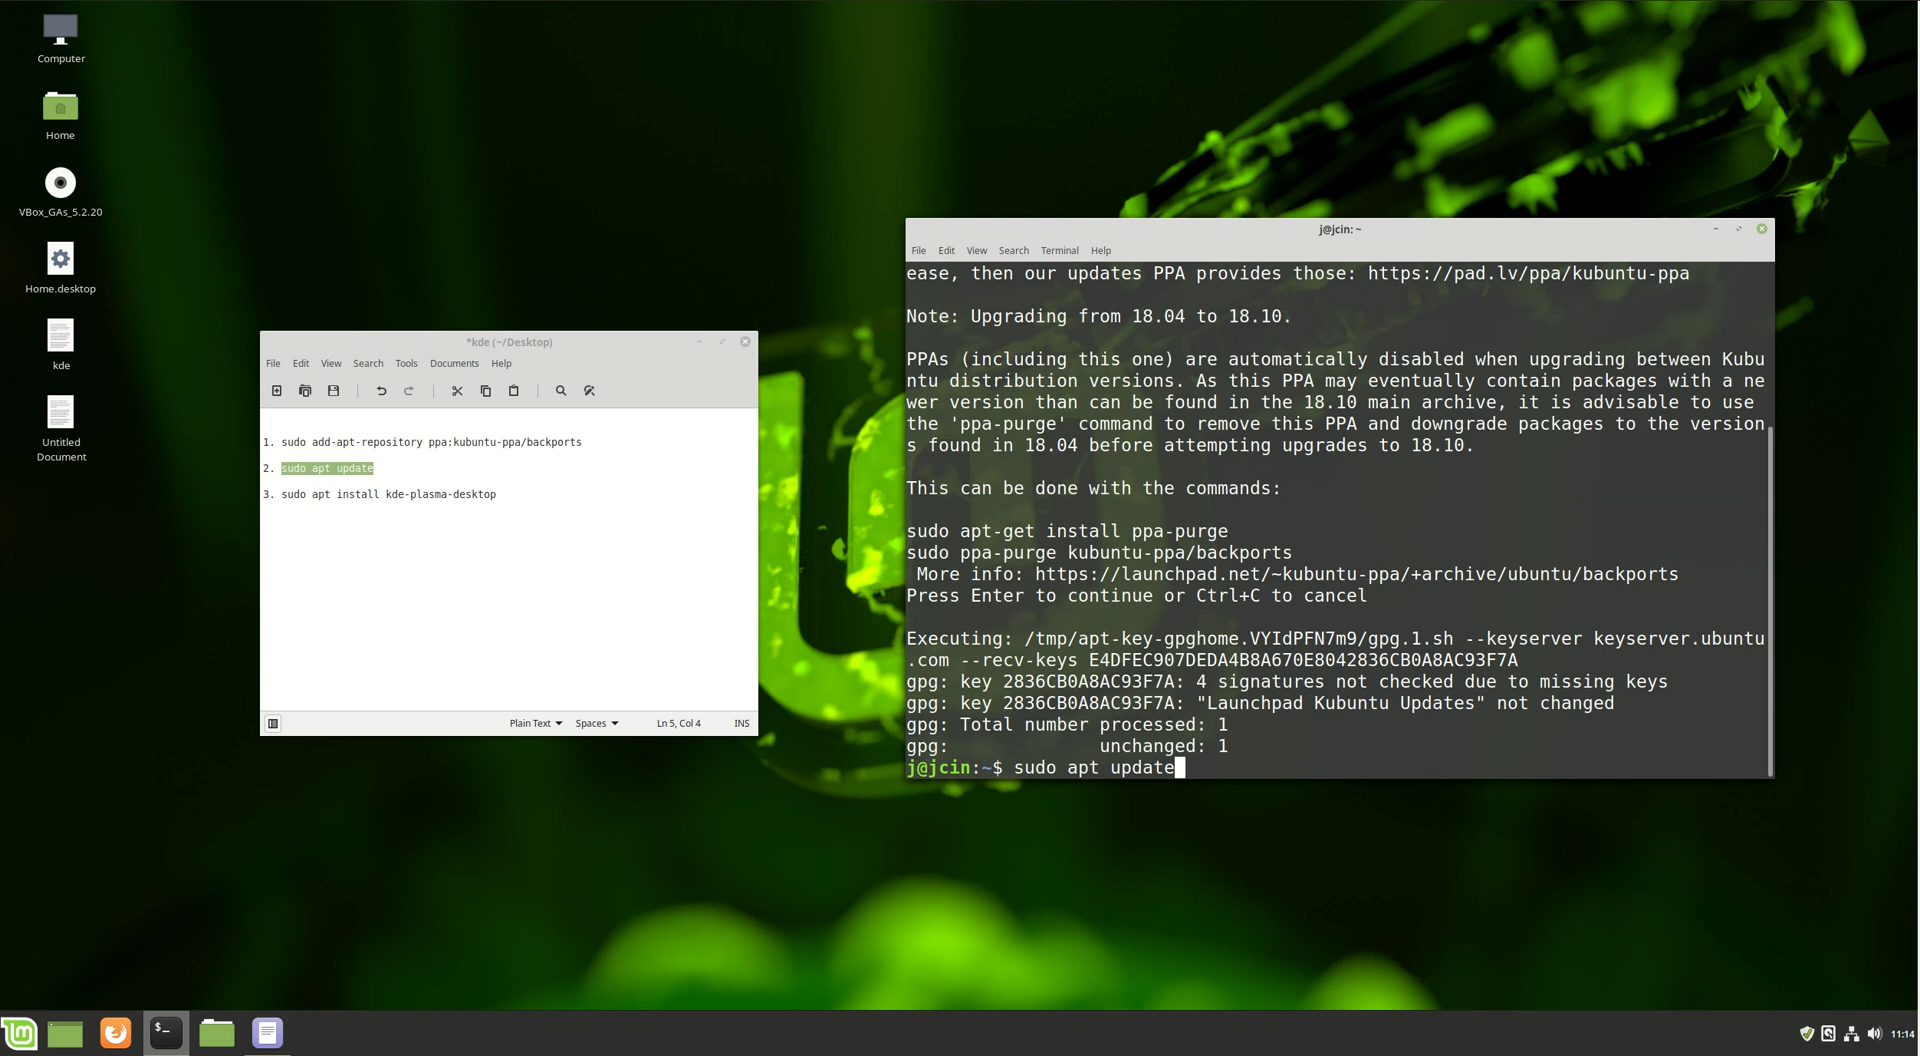 Computer
Home
VBox_GAs_5.2.20
Home.desktop
kde
Untitled
Document
*kde (~/Desktop)
File Edit View Search Tools Documents Help
1. sudo add-apt-repository ppa:kubuntu-ppa/backports
2. sudo apt update
3. sudo apt install kde-plasma-desktop
Plain Text Spaces Ln 5, Col 4 INS
j@jcin: ~
File Edit View Search Terminal Help
ease, then our updates PPA provides those: https://pad.lv/ppa/kubuntu-ppa
Note: Upgrading from 18.04 to 18.10.
PPAs (including this one) are automatically disabled when upgrading between Kubu
ntu distribution versions. As this PPA may eventually contain packages with a ne
wer version than can be found in the 18.10 main archive, it is advisable to use
the 'ppa-purge' command to remove this PPA and downgrade packages to the version
s found in 18.04 before attempting upgrades to 18.10.
This can be done with the commands:
sudo apt-get install ppa-purge
sudo ppa-purge kubuntu-ppa/backports
More info: https://launchpad.net/~kubuntu-ppa/+archive/ubuntu/backports
Press Enter to continue or Ctrl+C to cancel
Executing: /tmp/apt-key-gpghome.VYIdPFN7m9/gpg.1.sh --keyserver keyserver.ubuntu
.com --recv-keys E4DFEC907DEDA4B8A670E8042836CB0A8AC93F7A
gpg: key 2836CB0A8AC93F7A: 4 signatures not checked due to missing keys
gpg: key 2836CB0A8AC93F7A: "Launchpad Kubuntu Updates" not changed
gpg: Total number processed: 1
gpg: unchanged: 1
j@jcin:~$ sudo apt update
$_
11:14